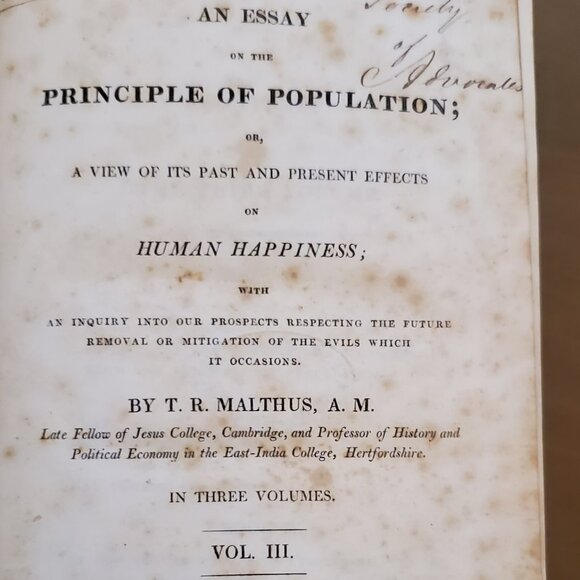 Society
AN ESSAY
of
ON THE
Advocates
PRINCIPLE OF POPULATION;
OR,
A VIEW OF ITS PAST AND PRESENT EFFECTS
ON
HUMAN HAPPINESS;
WITH
AN INQUIRY INTO OUR PROSPECTS RESPECTING THE FUTURE
REMOVAL OR MITIGATION OF THE EVILS WHICH
IT OCCASIONS.
BY T. R. MALTHUS, A. M.
Late Fellow of Jesus College, Cambridge, and Professor of History and
Political Economy in the East-India College, Hertfordshire.
IN THREE VOLUMES.
VOL. III.